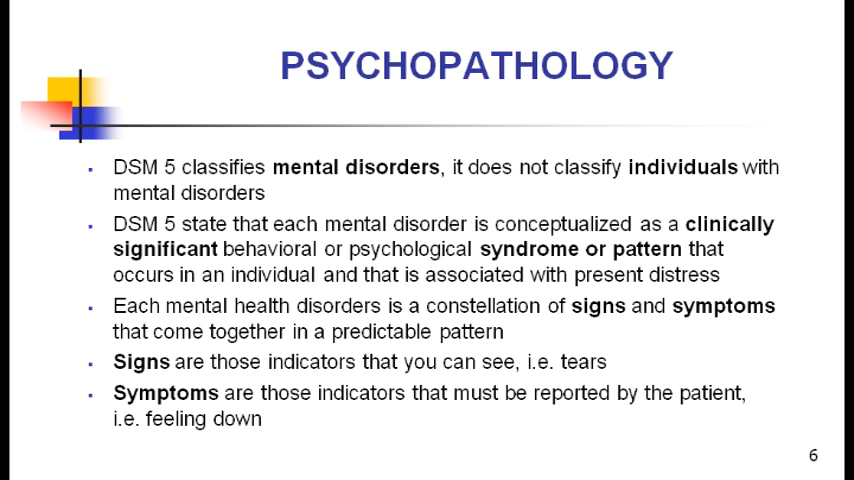 PSYCHOPATHOLOGY
▪ DSM 5 classifies mental disorders, it does not classify individuals with
mental disorders
▪ DSM 5 state that each mental disorder is conceptualized as a clinically
significant behavioral or psychological syndrome or pattern that
occurs in an individual and that is associated with present distress
▪ Each mental health disorders is a constellation of signs and symptoms
that come together in a predictable pattern
▪ Signs are those indicators that you can see, i.e. tears
▪ Symptoms are those indicators that must be reported by the patient,
i.e. feeling down
6